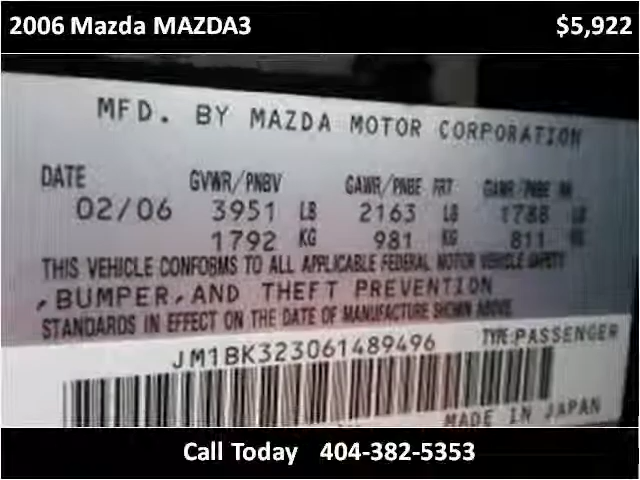 2006 Mazda MAZDA3 $5,922
MFD. BY MAZDA MOTOR CORPORATION
DATE GVWR/PNBV GAWR/PNBE FRT GAWR/PNBE RR
02/06 3951 LB 2163 LB 1788 LB
1792 KG 981 KG 811 KG
THIS VEHICLE CONFORMS TO ALL APPLICABLE FEDERAL MOTOR VEHICLE SAFETY
,BUMPER,AND THEFT PREVENTION
STANDARDS IN EFFECT ON THE DATE OF MANUFACTURE SHOWN ABOVE
JM1BK323061489496 TYPE:PASSENGER
MADE IN JAPAN
Call Today 404-382-5353